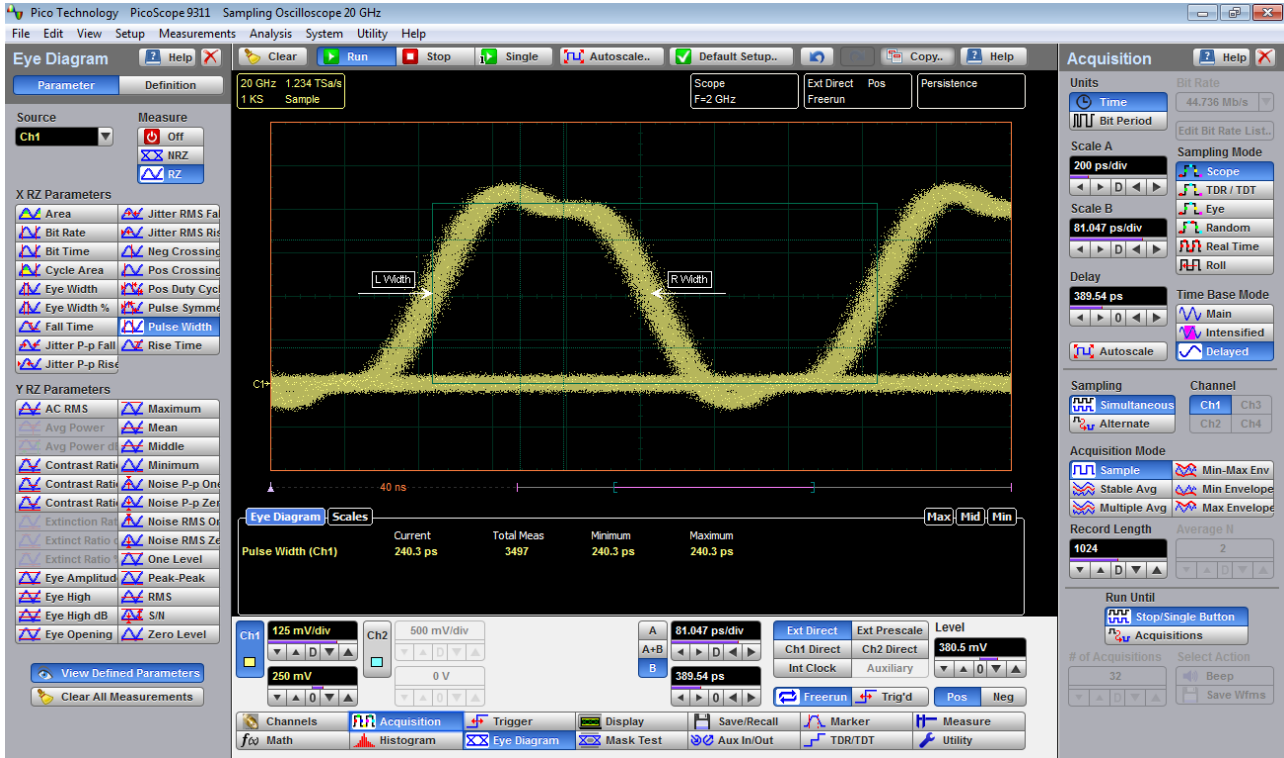 Pico Technology PicoScope 9311 Sampling Oscilloscope 20 GHz
File Edit View Setup Measurements Analysis System Utility Help
Eye Diagram Help
Parameter Definition
Source Measure
Ch1 Off
NRZ
RZ
X RZ Parameters
Area Jitter RMS Fal
Bit Rate Jitter RMS Ris
Bit Time Neg Crossing
Cycle Area Pos Crossing
Eye Width Pos Duty Cycl
Eye Width % Pulse Symme
Fall Time Pulse Width
Jitter P-p Fall Rise Time
Jitter P-p Rise
Y RZ Parameters
AC RMS Maximum
Avg Power Mean
Avg Power dB Middle
Contrast Rati Minimum
Contrast Rati Noise P-p One
Contrast Rati Noise P-p Zer
Extinction Rat Noise RMS On
Extinct Ratio d Noise RMS Ze
Extinct Ratio % One Level
Eye Amplitud Peak-Peak
Eye High RMS
Eye High dB S/N
Eye Opening Zero Level
View Defined Parameters
Clear All Measurements
Clear Run Stop Single Autoscale.. Default Setup.. Copy.. Help
20 GHz 1.234 TSa/s
1 KS Sample
Scope
F=2 GHz
Ext Direct Pos
Freerun
Persistence
L Width R Width
C1
40 ns
Eye Diagram Scales Max Mid Min
Current Total Meas Minimum Maximum
Pulse Width (Ch1) 240.3 ps 3497 240.3 ps 240.3 ps
Ch1 125 mV/div Ch2 500 mV/div A 81.047 ps/div Ext Direct Ext Prescale Level
D D A+B D Ch1 Direct Ch2 Direct 380.5 mV
250 mV 0 V B 389.54 ps Int Clock Auxiliary 0
0 0 0 Freerun Trig'd Pos Neg
Channels Acquisition Trigger Display Save/Recall Marker Measure
f(ω) Math Histogram Eye Diagram Mask Test Aux In/Out TDR/TDT Utility
Acquisition Help
Units Bit Rate
Time 44.736 Mb/s
Bit Period Edit Bit Rate List..
Scale A Sampling Mode
200 ps/div Scope
D TDR / TDT
Scale B Eye
81.047 ps/div Random
D Real Time
Roll
Delay
389.54 ps Time Base Mode
0 Main
Intensified
Autoscale Delayed
Sampling Channel
Simultaneous Ch1 Ch3
Alternate Ch2 Ch4
Acquisition Mode
Sample Min-Max Env
Stable Avg Min Envelope
Multiple Avg Max Envelope
Record Length Average N
1024 2
D D
Run Until
Stop/Single Button
Acquisitions
# of Acquisitions Select Action
32 Beep
0 Save Wfms